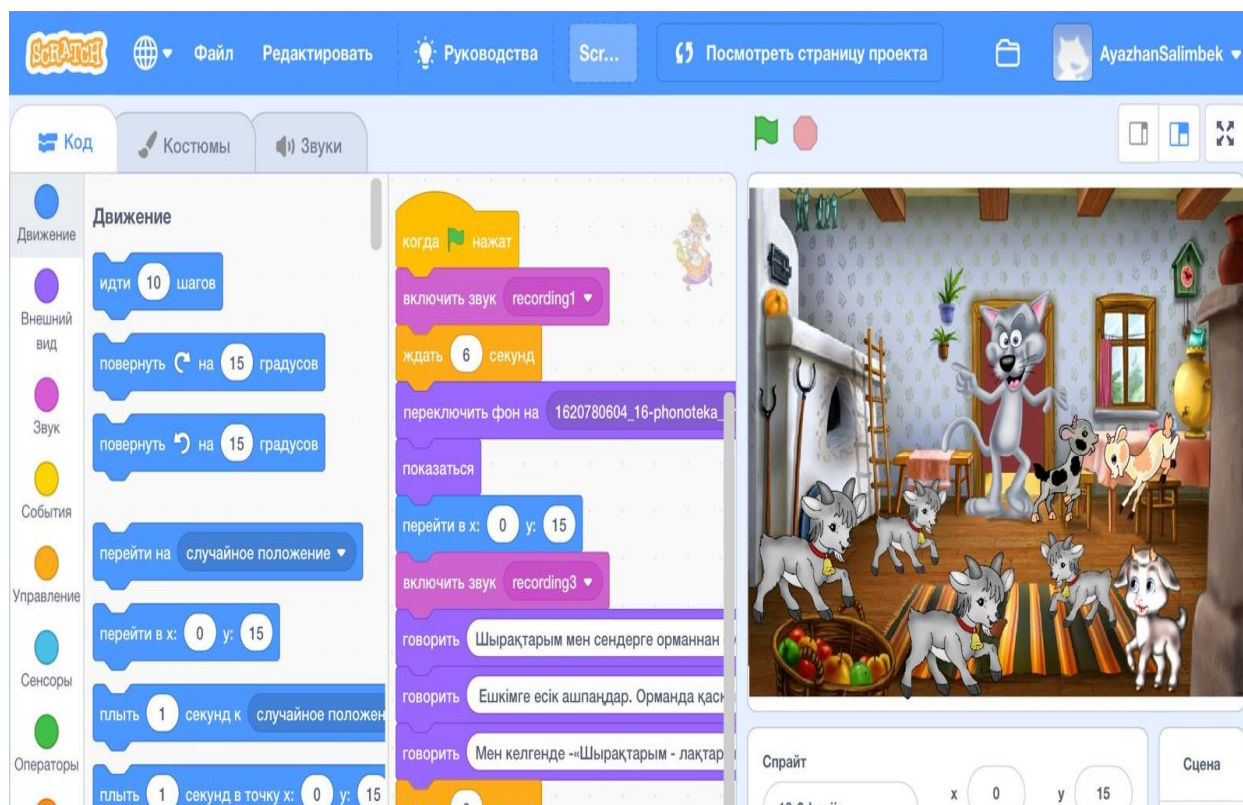 SCRATCH
Файл
Редактировать
Руководства
Scr...
Посмотреть страницу проекта
AyazhanSalimbek
Код
Костюмы
Звуки
Движение
Внешний
вид
Звук
События
Управление
Сенсоры
Операторы
Движение
идти 10 шагов
повернуть на 15 градусов
повернуть на 15 градусов
перейти на случайное положение
перейти в x: 0 y: 15
плыть 1 секунд к случайное положен
плыть 1 секунд в точку x: 0 y: 15
когда нажат
включить звук recording1
ждать 6 секунд
переключить фон на 1620780604_16-phonoteka_
показаться
перейти в x: 0 y: 15
включить звук recording3
говорить Шырақтарым мен сендерге орманнан
говорить Ешкімге есік ашпаңдар. Орманда қасқ
говорить Мен келгенде -«Шырақтарым - лақтар
Спрайт
x 0 y 15
Сцена